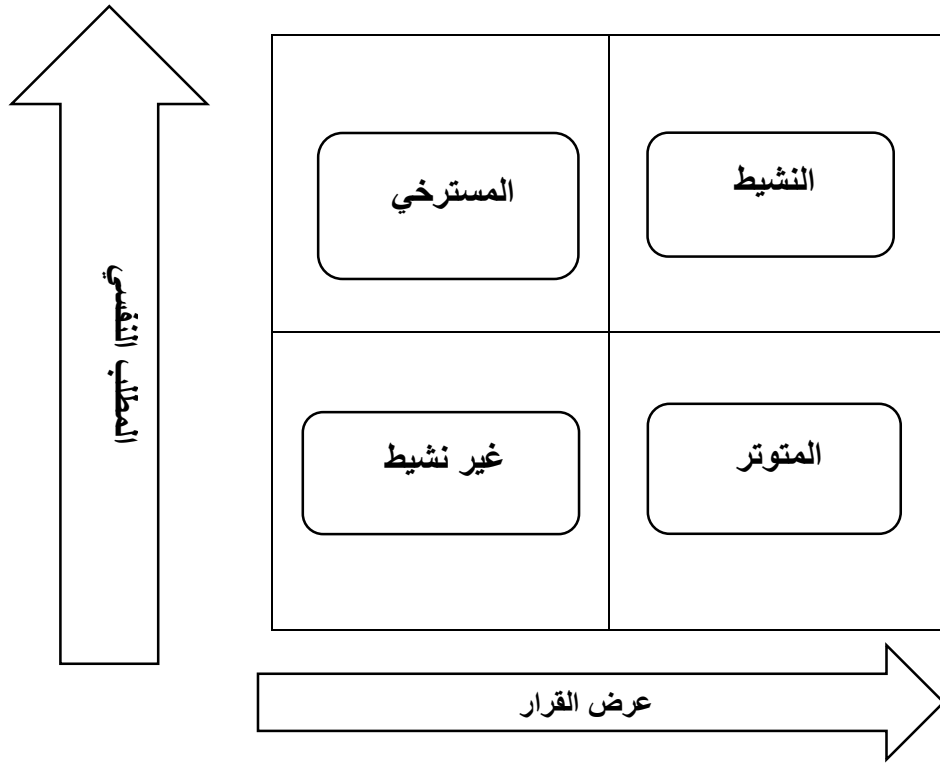 النشيط
المسترخي
المتوتر
غير نشيط
المطلب النفسي
عرض القرار